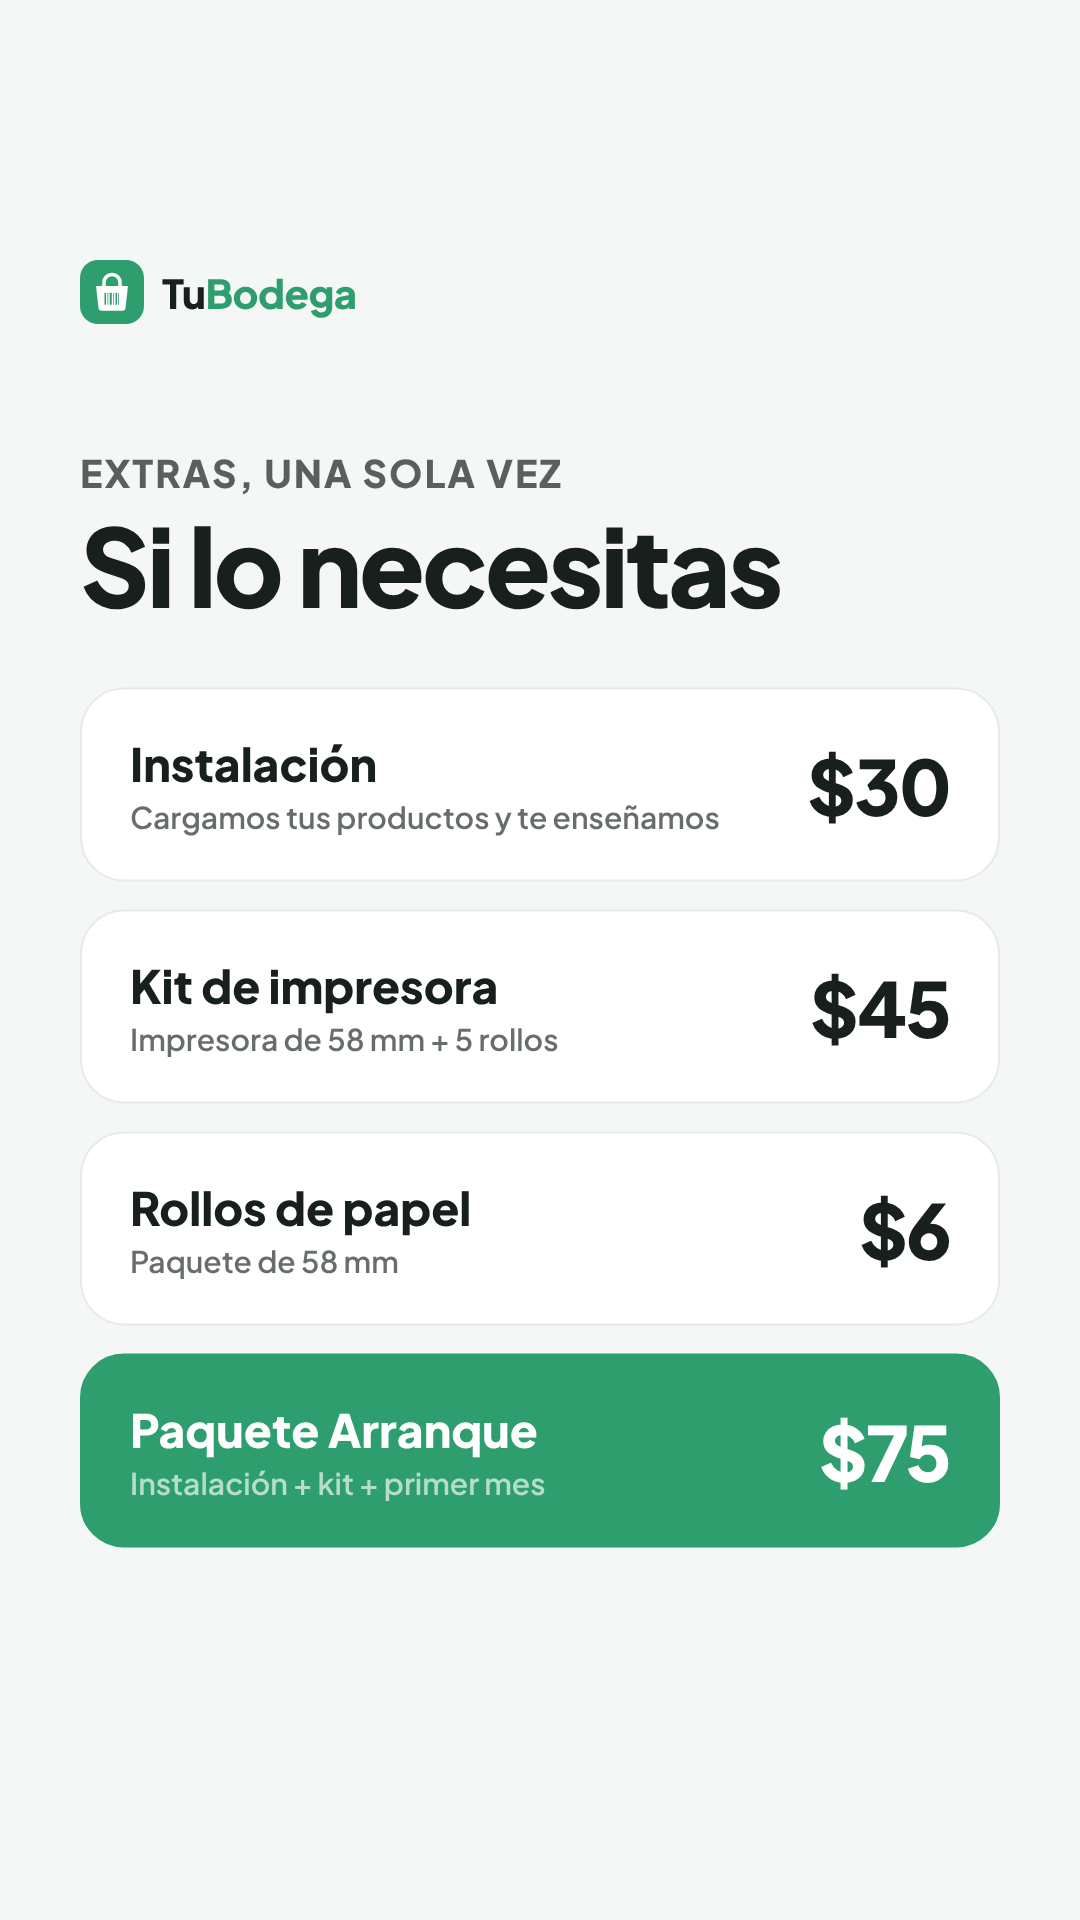 TuBodega
EXTRAS, UNA SOLA VEZ
Si lo necesitas
Instalación
Cargamos tus productos y te enseñamos
$30
Kit de impresora
Impresora de 58 mm + 5 rollos
$45
Rollos de papel
Paquete de 58 mm
$6
Paquete Arranque
Instalación + kit + primer mes
$75